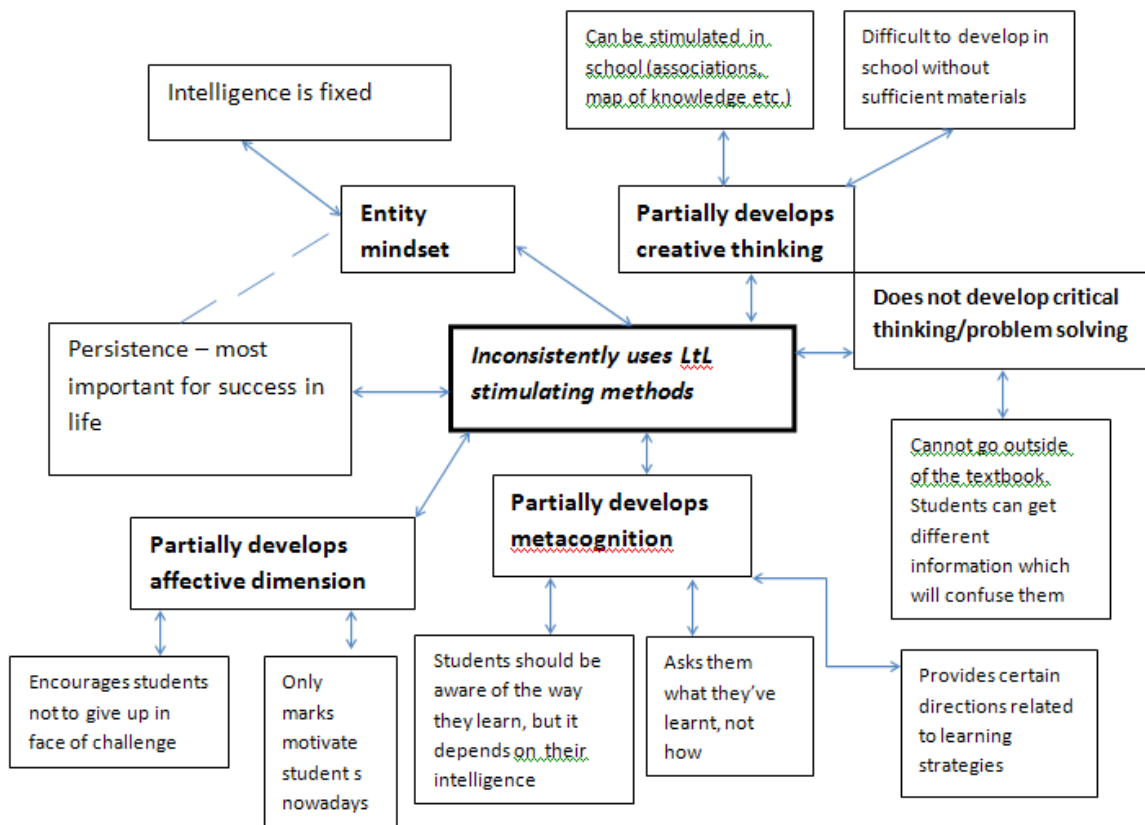 Can be stimulated in
school (associations,
map of knowledge etc.)
Difficult to develop in
school without
sufficient materials
Intelligence is fixed
Entity
mindset
Partially develops
creative thinking
Does not develop critical
thinking/problem solving
Persistence – most
important for success in
life
Inconsistently uses LtL
stimulating methods
Cannot go outside
of the textbook.
Students can get
different
information which
will confuse them
Partially develops
affective dimension
Partially develops
metacognition
Encourages students
not to give up in
face of challenge
Only
marks
motivate
student s
nowadays
Students should be
aware of the way
they learn, but it
depends on their
intelligence
Asks them
what they’ve
learnt, not
how
Provides certain
directions related
to learning
strategies